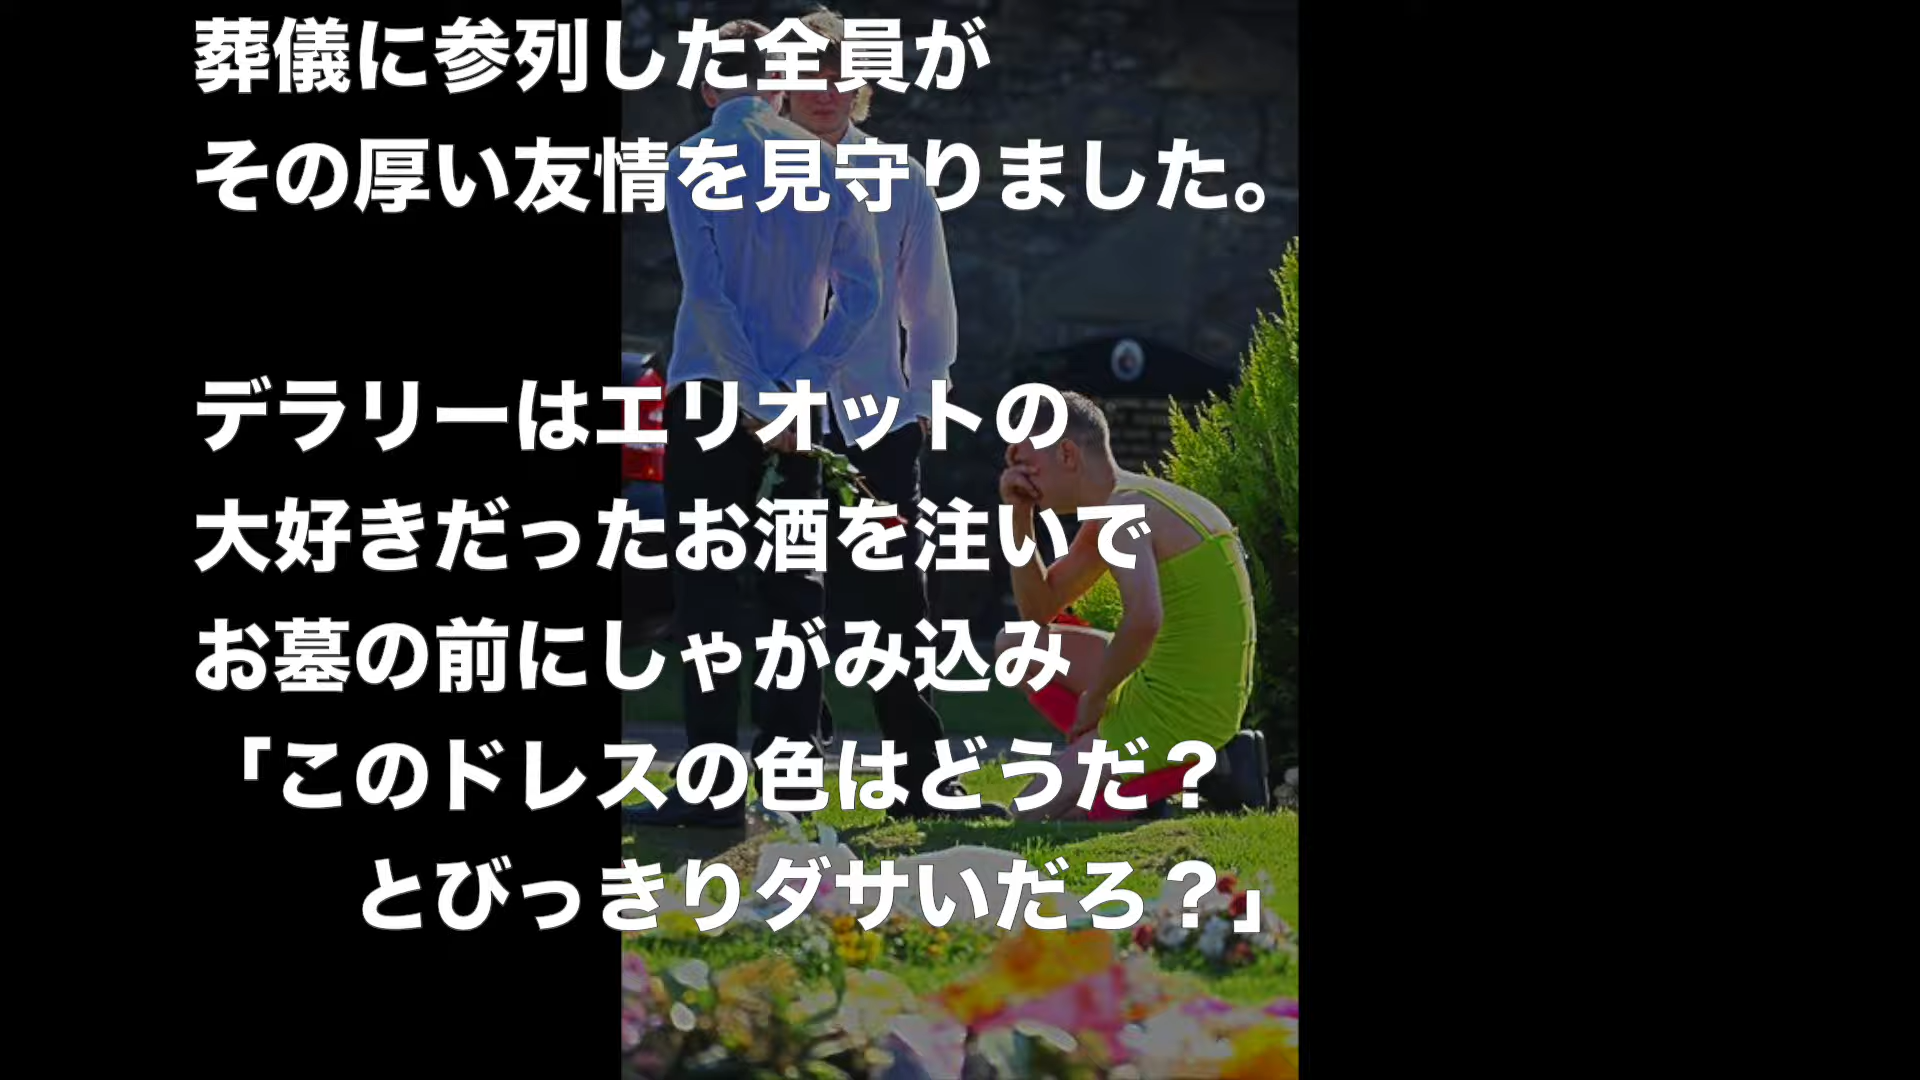 葬儀に参列した全員が
その厚い友情を見守りました。
デラリーはエリオットの
大好きだったお酒を注いで
お墓の前にしゃがみ込み
「このドレスの色はどうだ？
とびっきりダサいだろ？」